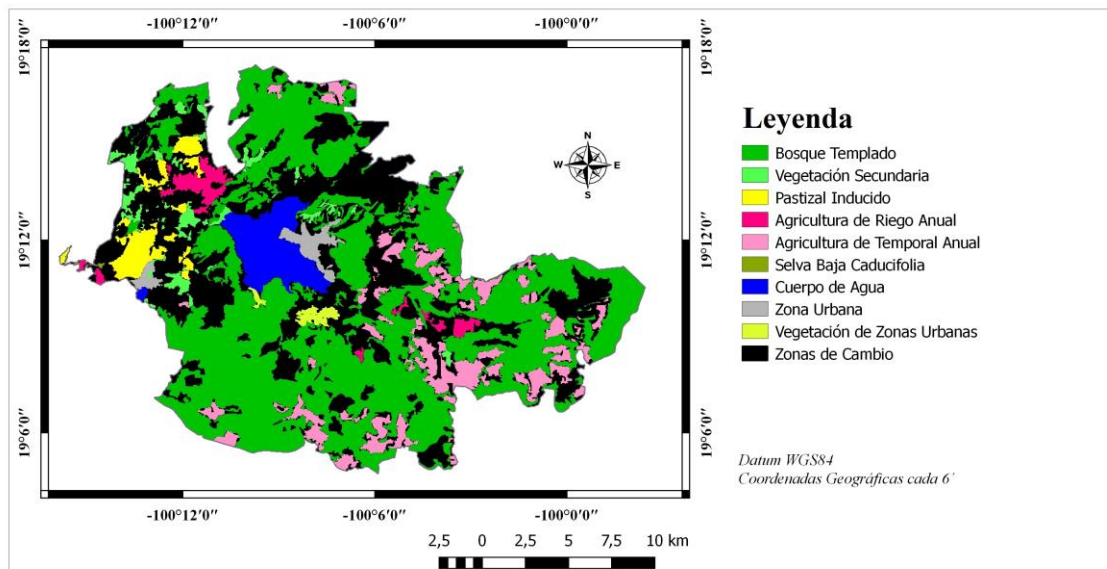 -100°12'0" -100°6'0" -100°0'0"
19°18'0" 19°18'0"
N
W E
S
19°12'0" 19°12'0"
19°6'0" 19°6'0"
-100°12'0" -100°6'0" -100°0'0"
2,5 0 2,5 5 7,5 10 km
Leyenda
Bosque Templado
Vegetación Secundaria
Pastizal Inducido
Agricultura de Riego Anual
Agricultura de Temporal Anual
Selva Baja Caducifolia
Cuerpo de Agua
Zona Urbana
Vegetación de Zonas Urbanas
Zonas de Cambio
Datum WGS84
Coordenadas Geográficas cada 6'